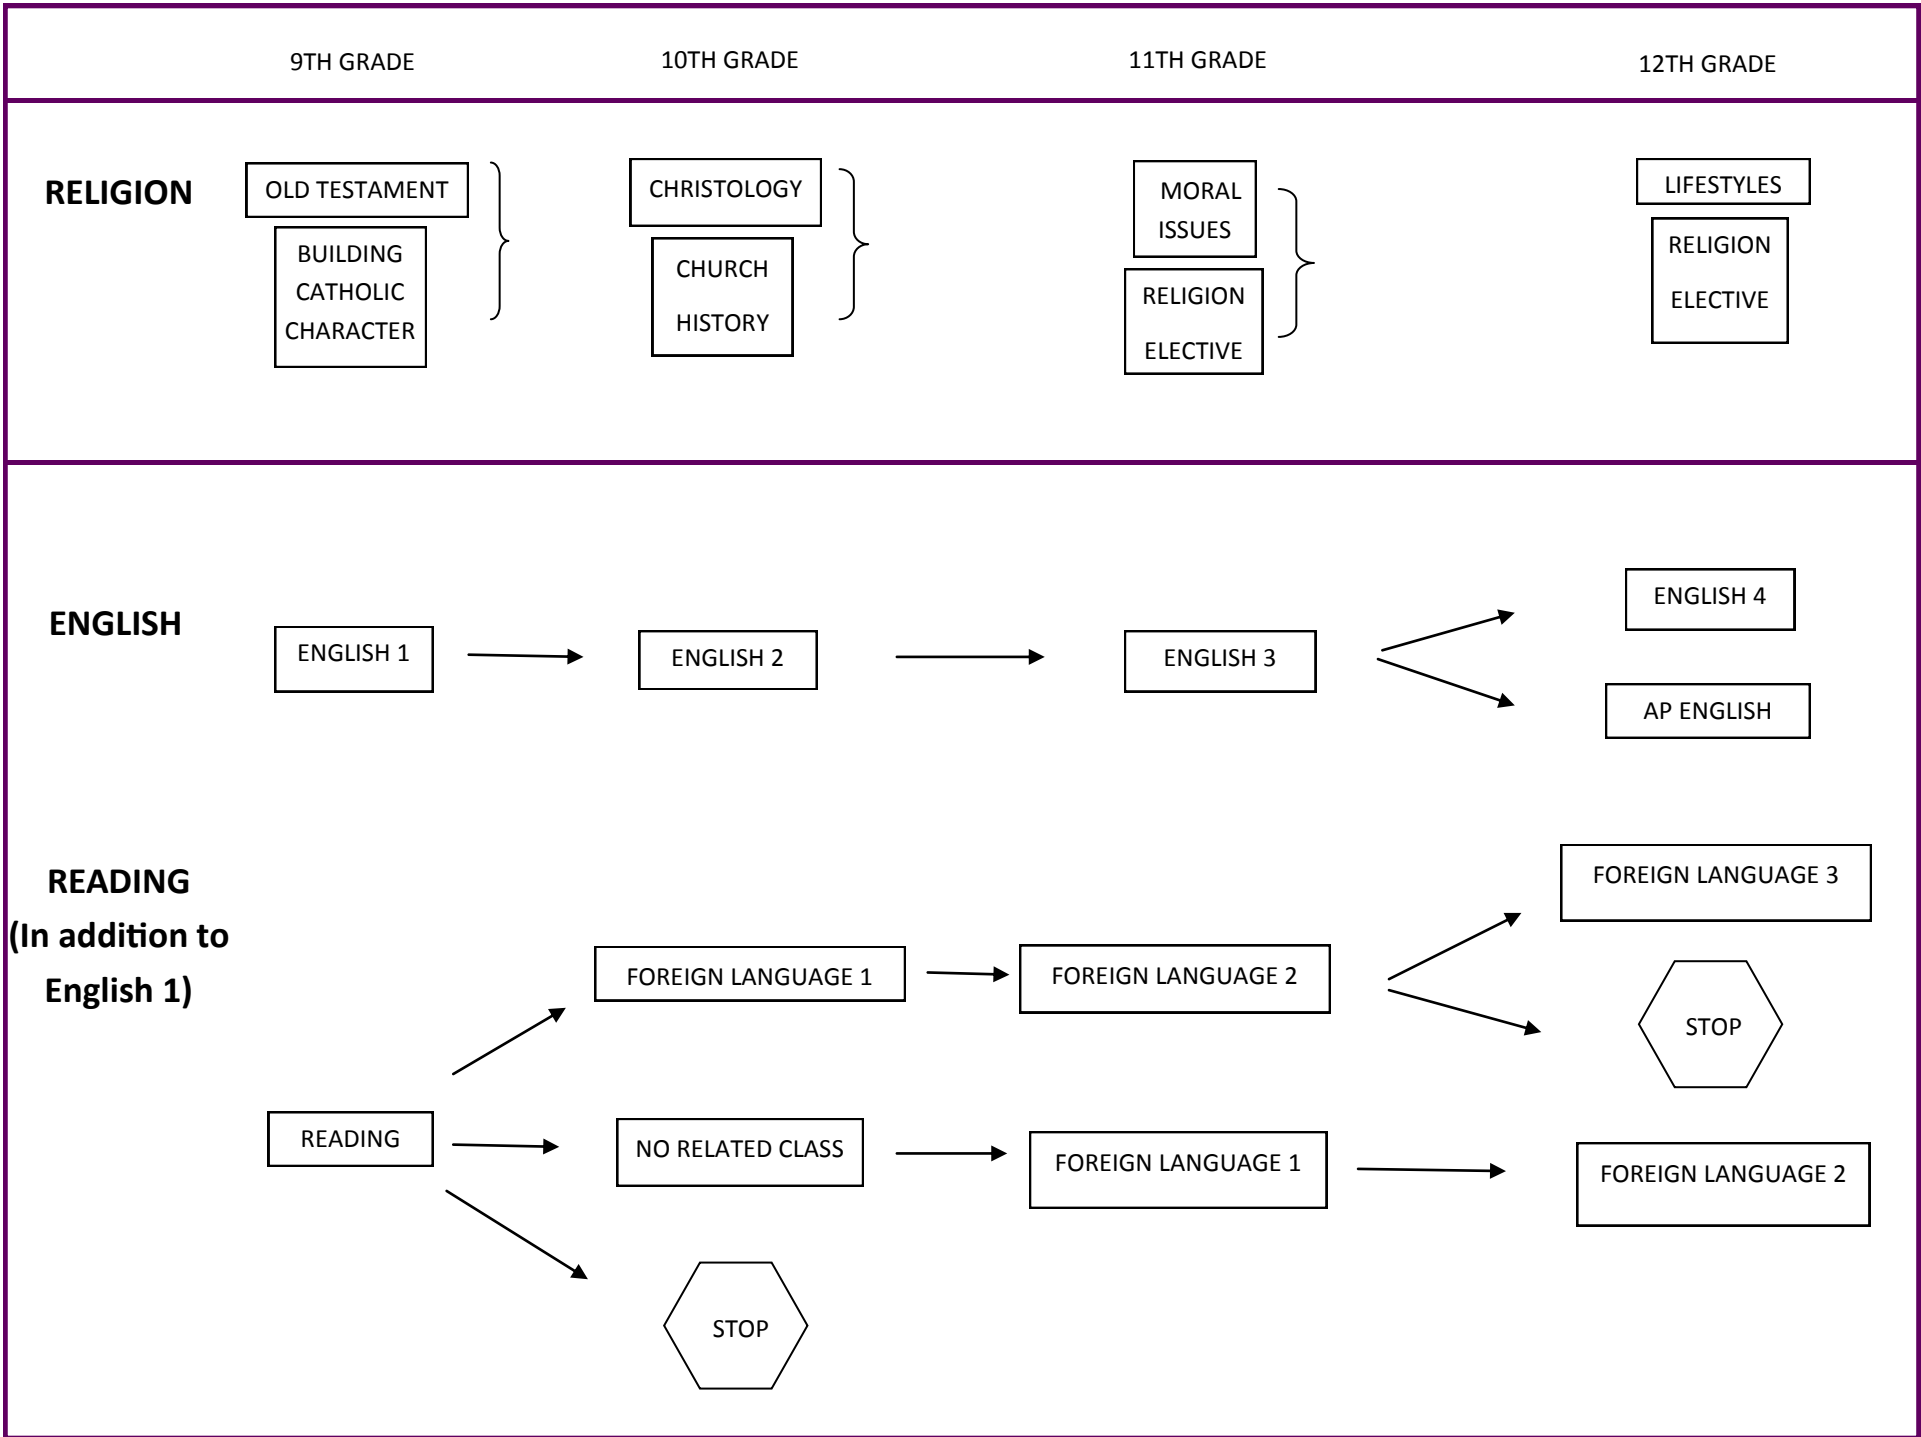 9TH GRADE
10TH GRADE
11TH GRADE
12TH GRADE
RELIGION
OLD TESTAMENT
BUILDING
CATHOLIC
CHARACTER
CHRISTOLOGY
CHURCH
HISTORY
MORAL
ISSUES
RELIGION
ELECTIVE
LIFESTYLES
RELIGION
ELECTIVE
ENGLISH
ENGLISH 1
ENGLISH 2
ENGLISH 3
ENGLISH 4
AP ENGLISH
READING
(In addition to
English 1)
READING
FOREIGN LANGUAGE 1
FOREIGN LANGUAGE 2
FOREIGN LANGUAGE 3
STOP
NO RELATED CLASS
FOREIGN LANGUAGE 1
FOREIGN LANGUAGE 2
STOP